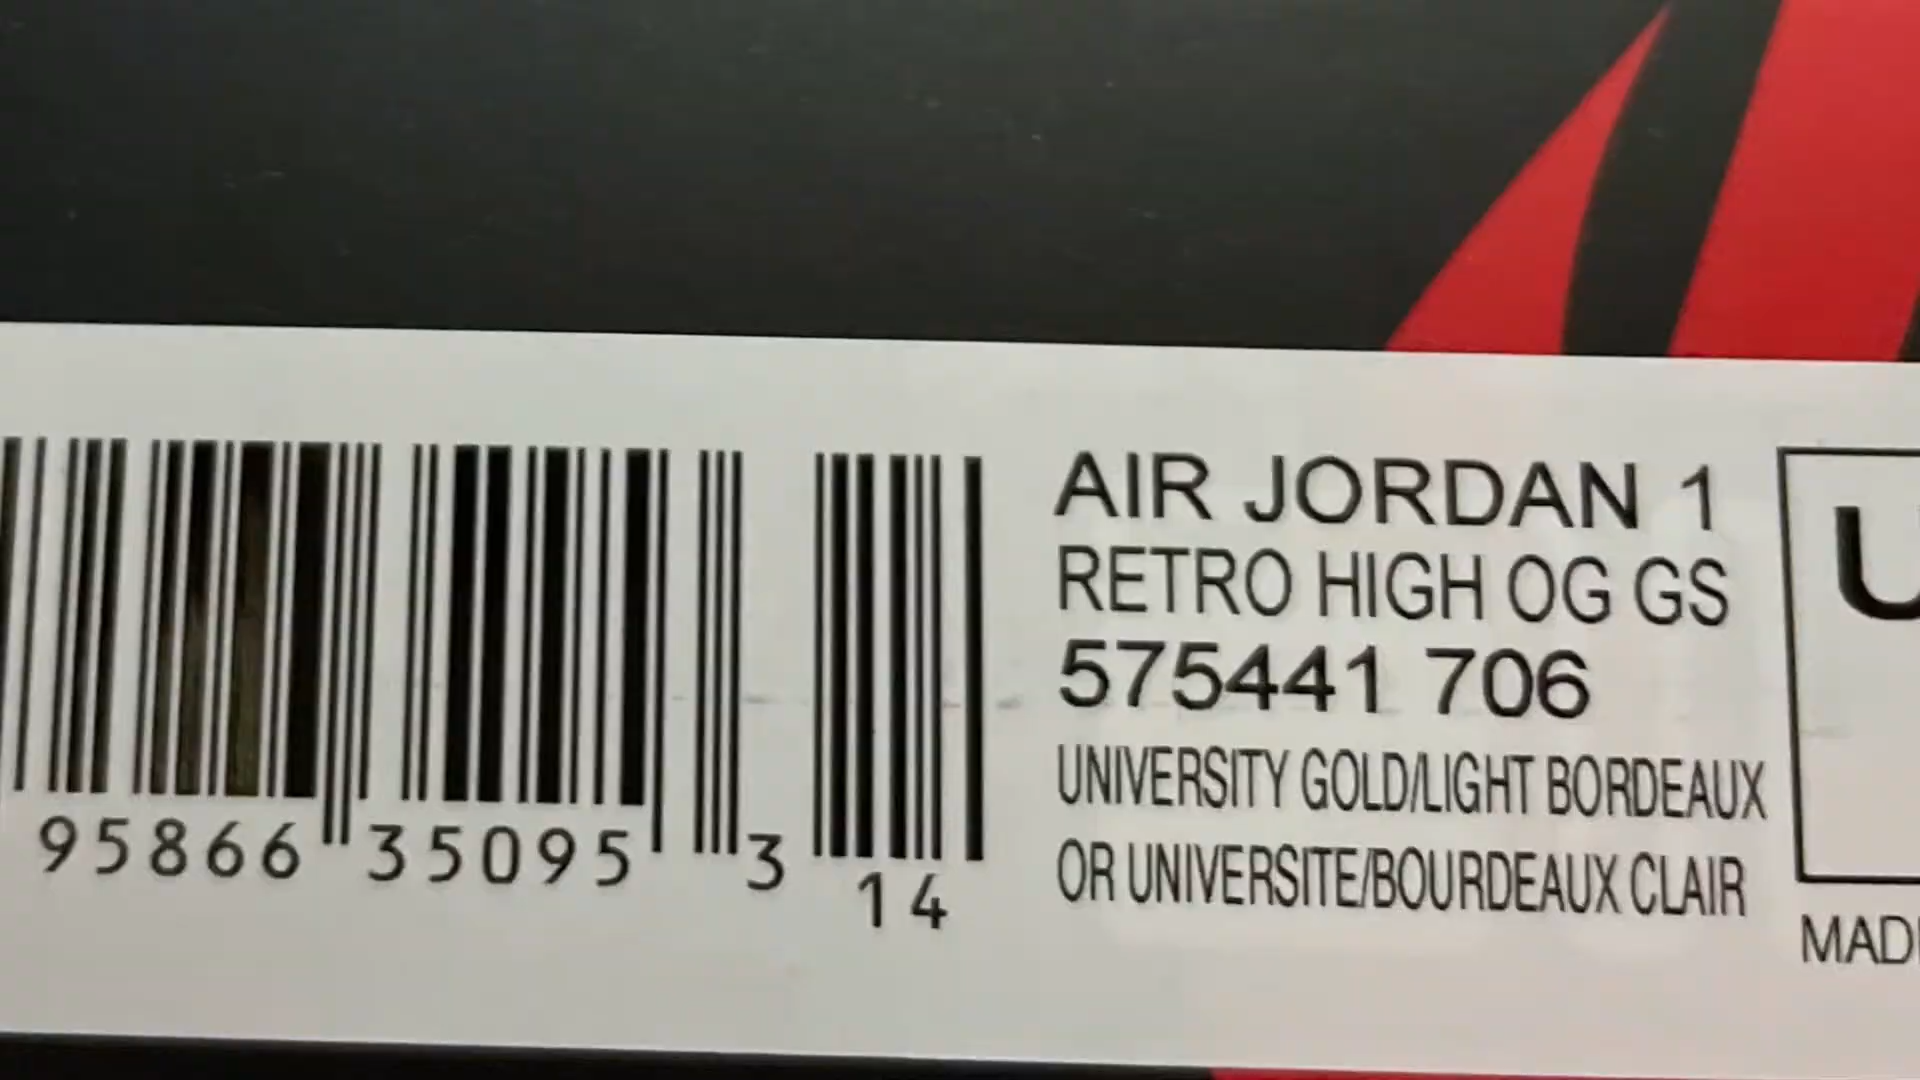 AIR JORDAN 1
RETRO HIGH OG GS
575441 706
UNIVERSITY GOLD/LIGHT BORDEAUX
OR UNIVERSITE/BOURDEAUX CLAIR
95866 35095 3
14
U
MAD